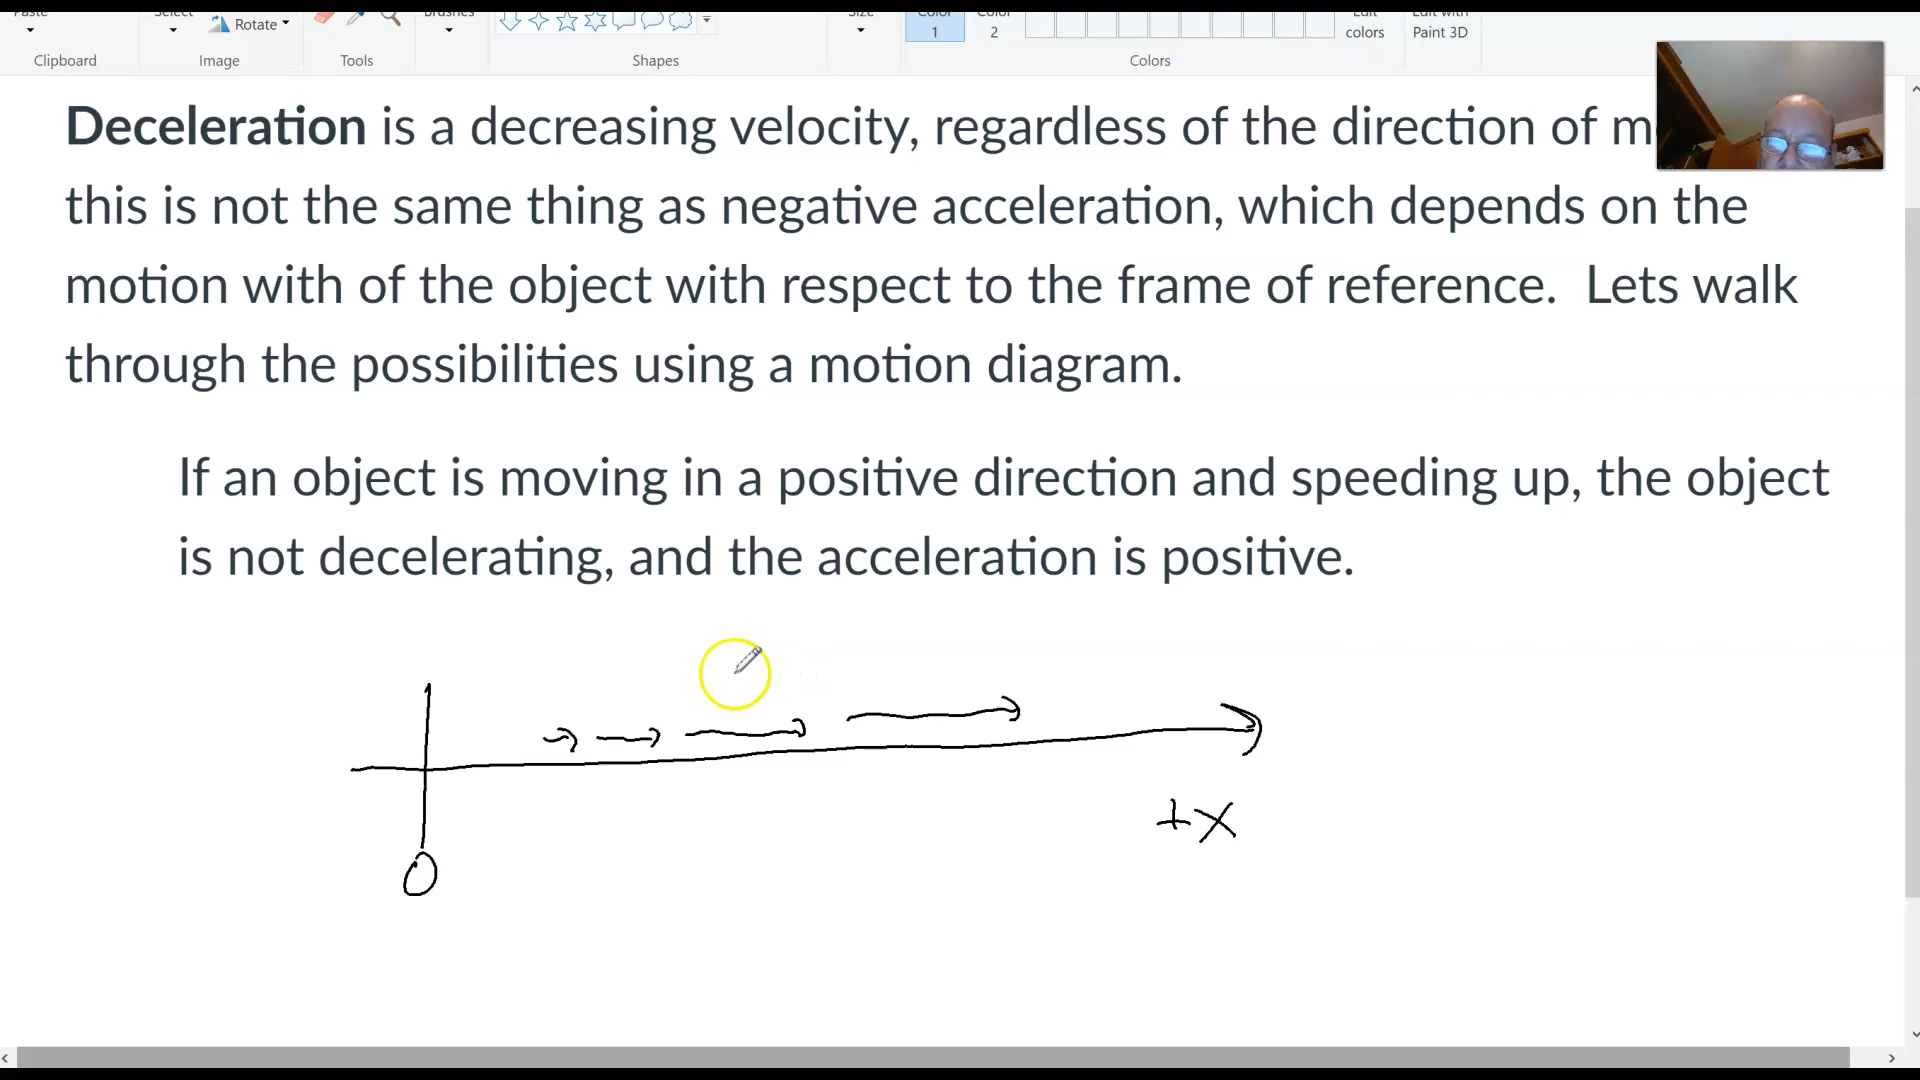 Rotate
1
2
colors
Paint 3D
Clipboard
Image
Tools
Shapes
Colors
Deceleration is a decreasing velocity, regardless of the direction of
this is not the same thing as negative acceleration, which depends on the
motion with of the object with respect to the frame of reference. Lets walk
through the possibilities using a motion diagram.
If an object is moving in a positive direction and speeding up, the object
is not decelerating, and the acceleration is positive.
+x
0